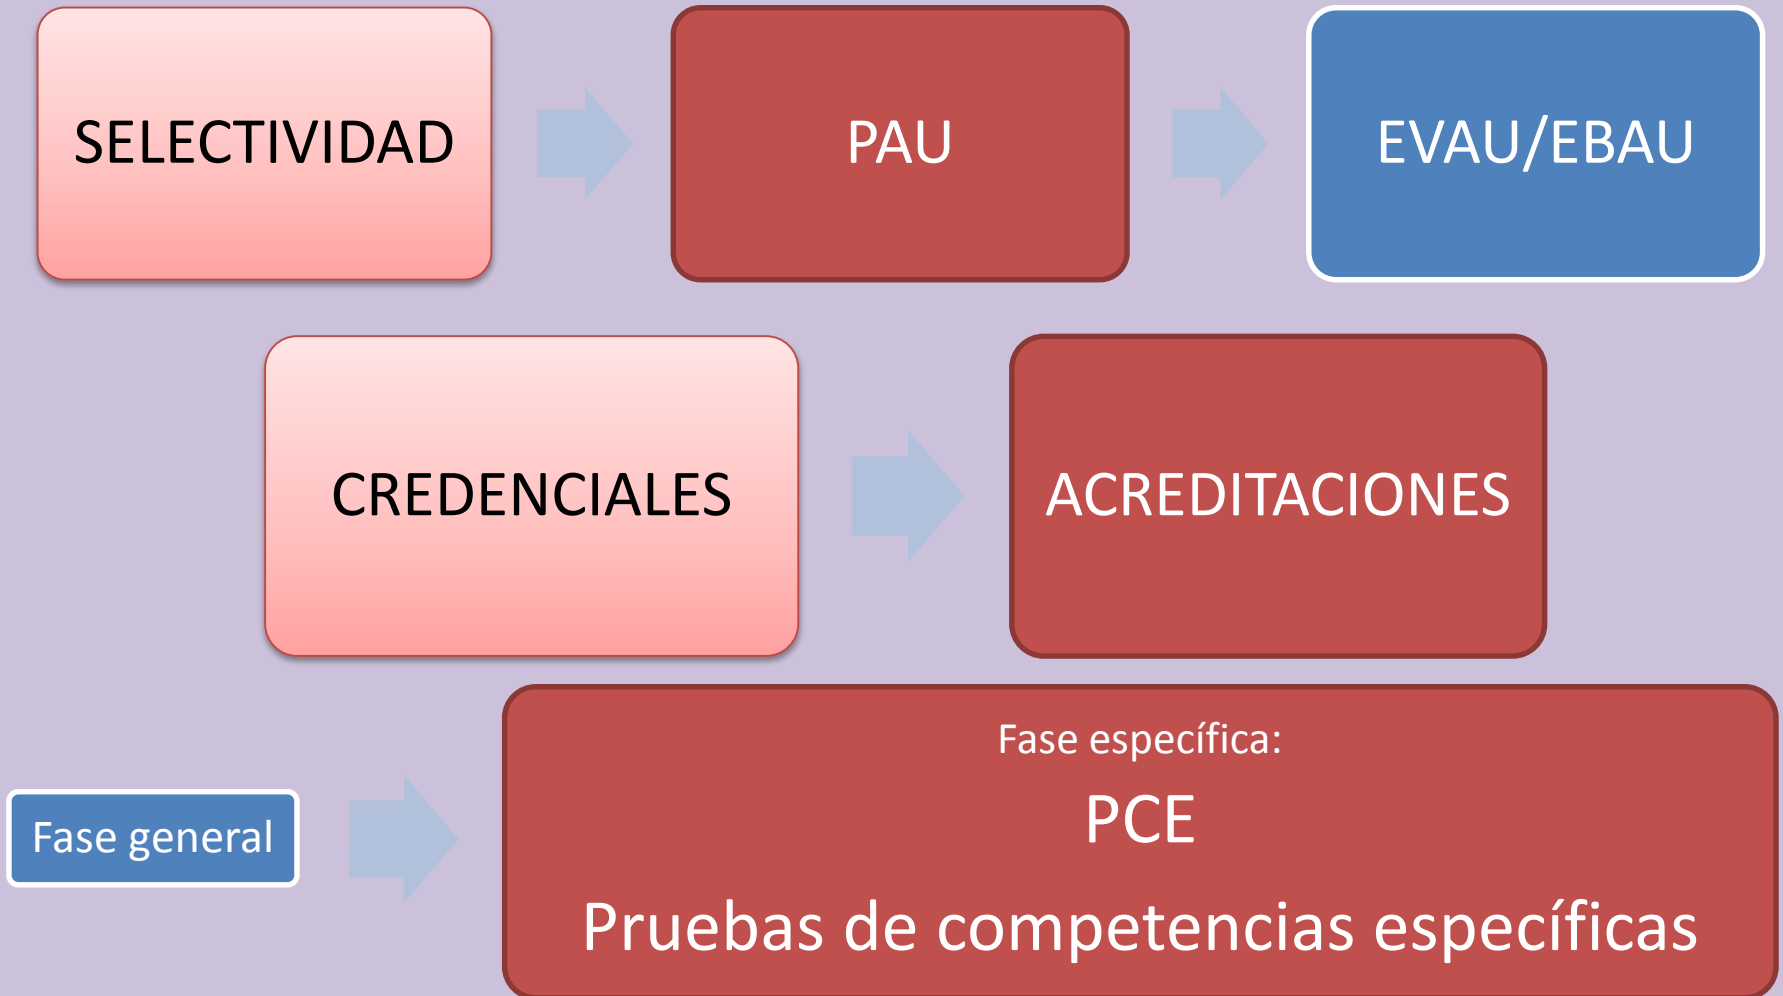 SELECTIVIDAD
PAU
EVAU/EBAU
CREDENCIALES
ACREDITACIONES
Fase general
Fase específica:
PCE
Pruebas de competencias específicas